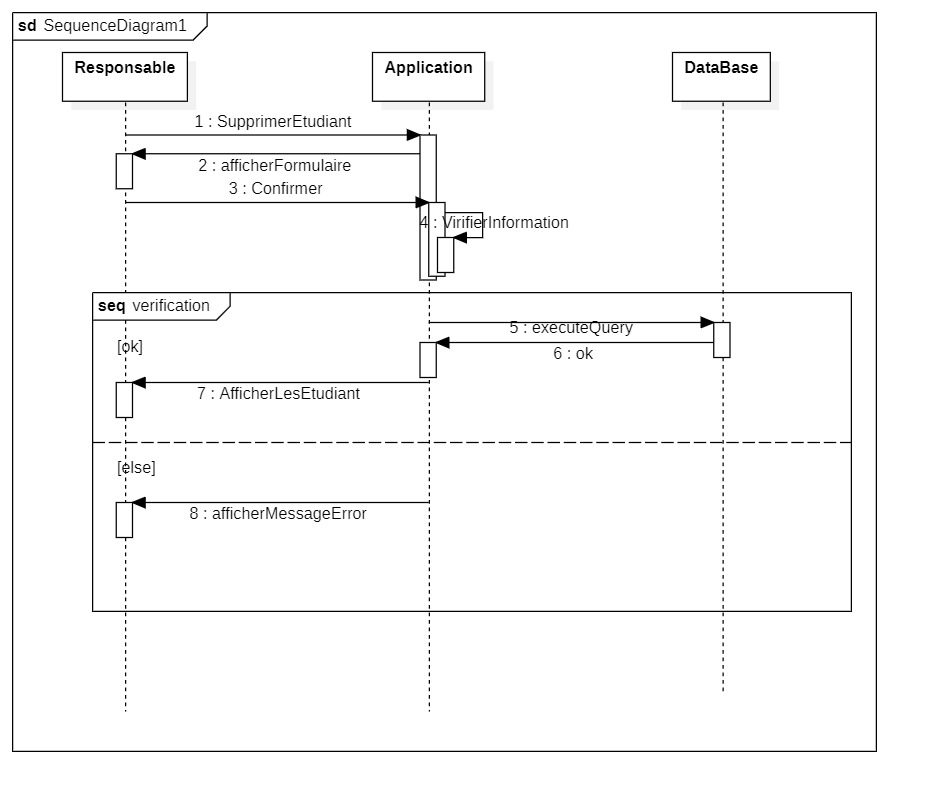 sd SequenceDiagram1
Responsable
Application
DataBase
1 : SupprimerEtudiant
2 : afficherFormulaire
3 : Confirmer
4 : VirifierInformation
seq verification
5 : executeQuery
[ok]
6 : ok
7 : AfficherLesEtudiant
[else]
8 : afficherMessageError